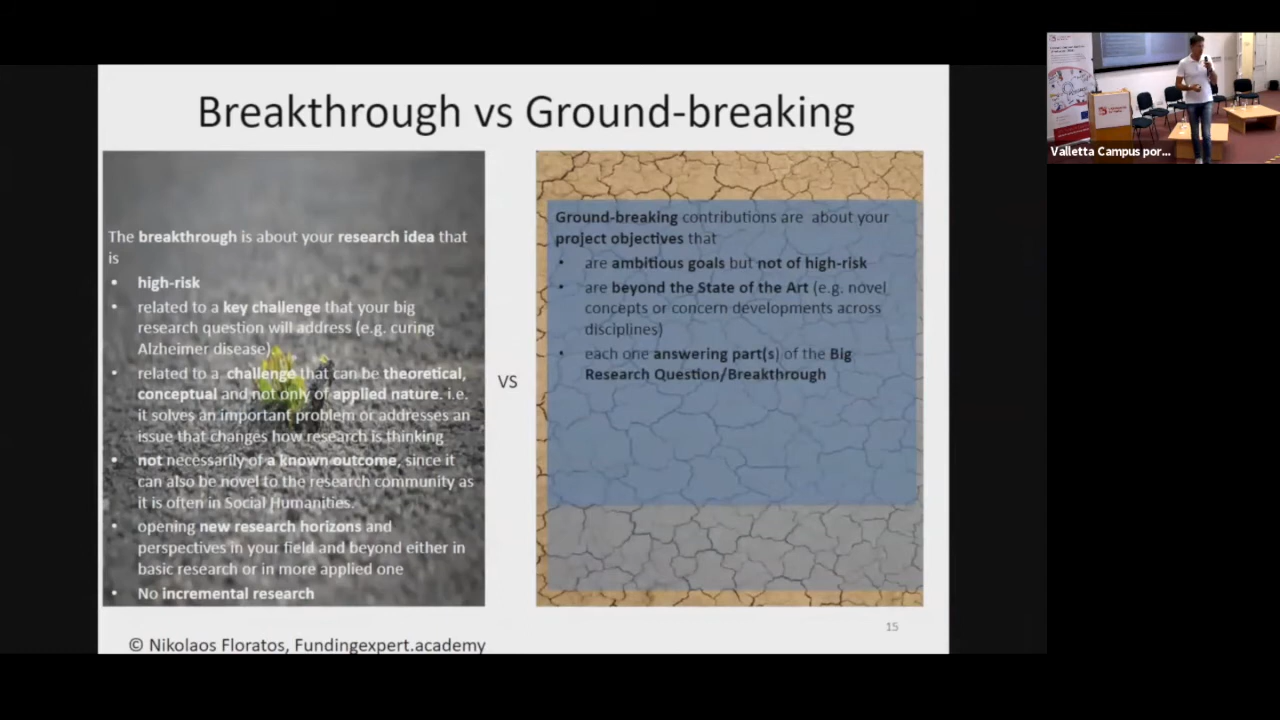 Breakthrough vs Ground-breaking
The breakthrough is about your research idea that
is
• high-risk
• related to a key challenge that your big
research question will address (e.g. curing
Alzheimer disease)
• related to a challenge that can be theoretical,
conceptual and not only of applied nature. i.e.
it solves an important problem or addresses an
issue that changes how research is thinking
• not necessarily of a known outcome, since it
can also be novel to the research community as
it is often in Social Humanities.
• opening new research horizons and
perspectives in your field and beyond either in
basic research or in more applied one
• No incremental research
VS
Ground-breaking contributions are about your
project objectives that
• are ambitious goals but not of high-risk
• are beyond the State of the Art (e.g. novel
concepts or concern developments across
disciplines)
• each one answering part(s) of the Big
Research Question/Breakthrough
15
© Nikolaos Floratos, Fundingexpert.academy
Valletta Campus por...